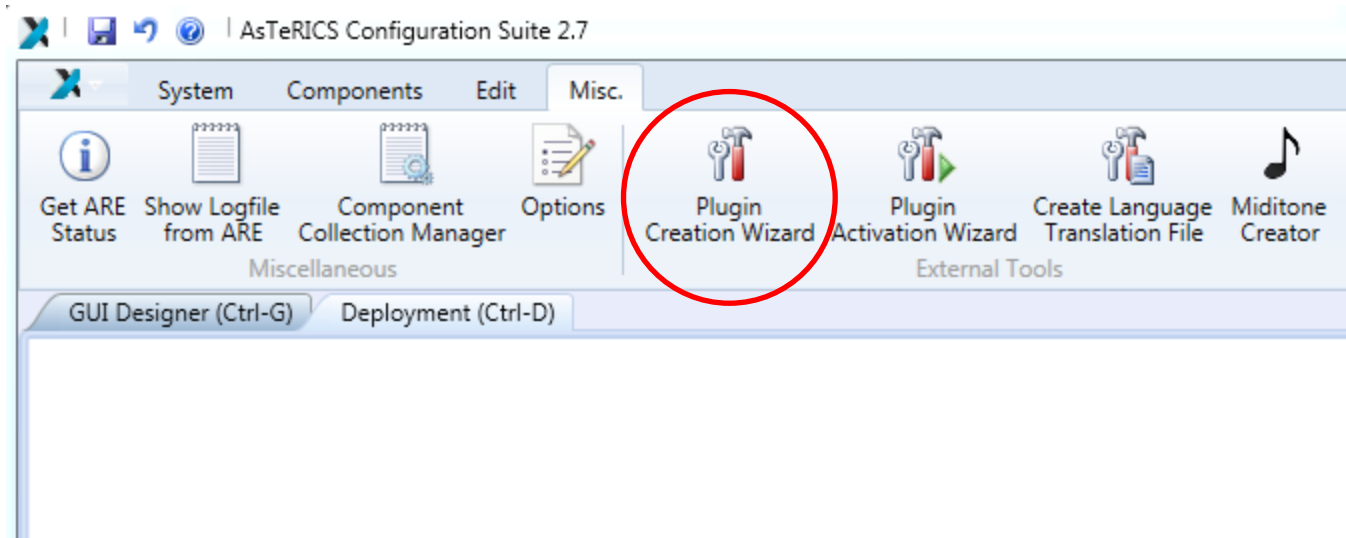 AsTeRICS Configuration Suite 2.7
System Components Edit Misc.
Get ARE Show Logfile Component Options Plugin Plugin Create Language Miditone
Status from ARE Collection Manager Creation Wizard Activation Wizard Translation File Creator
Miscellaneous External Tools
GUI Designer (Ctrl-G) Deployment (Ctrl-D)